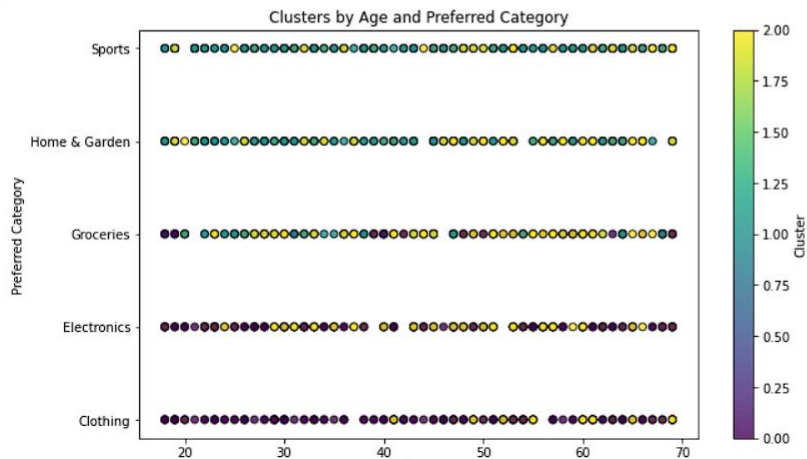 Clusters by Age and Preferred Category
Preferred Category
Sports
Home & Garden
Groceries
Electronics
Clothing
20
30
40
50
60
70
2.00
1.75
1.50
1.25
1.00
0.75
0.50
0.25
0.00
Cluster